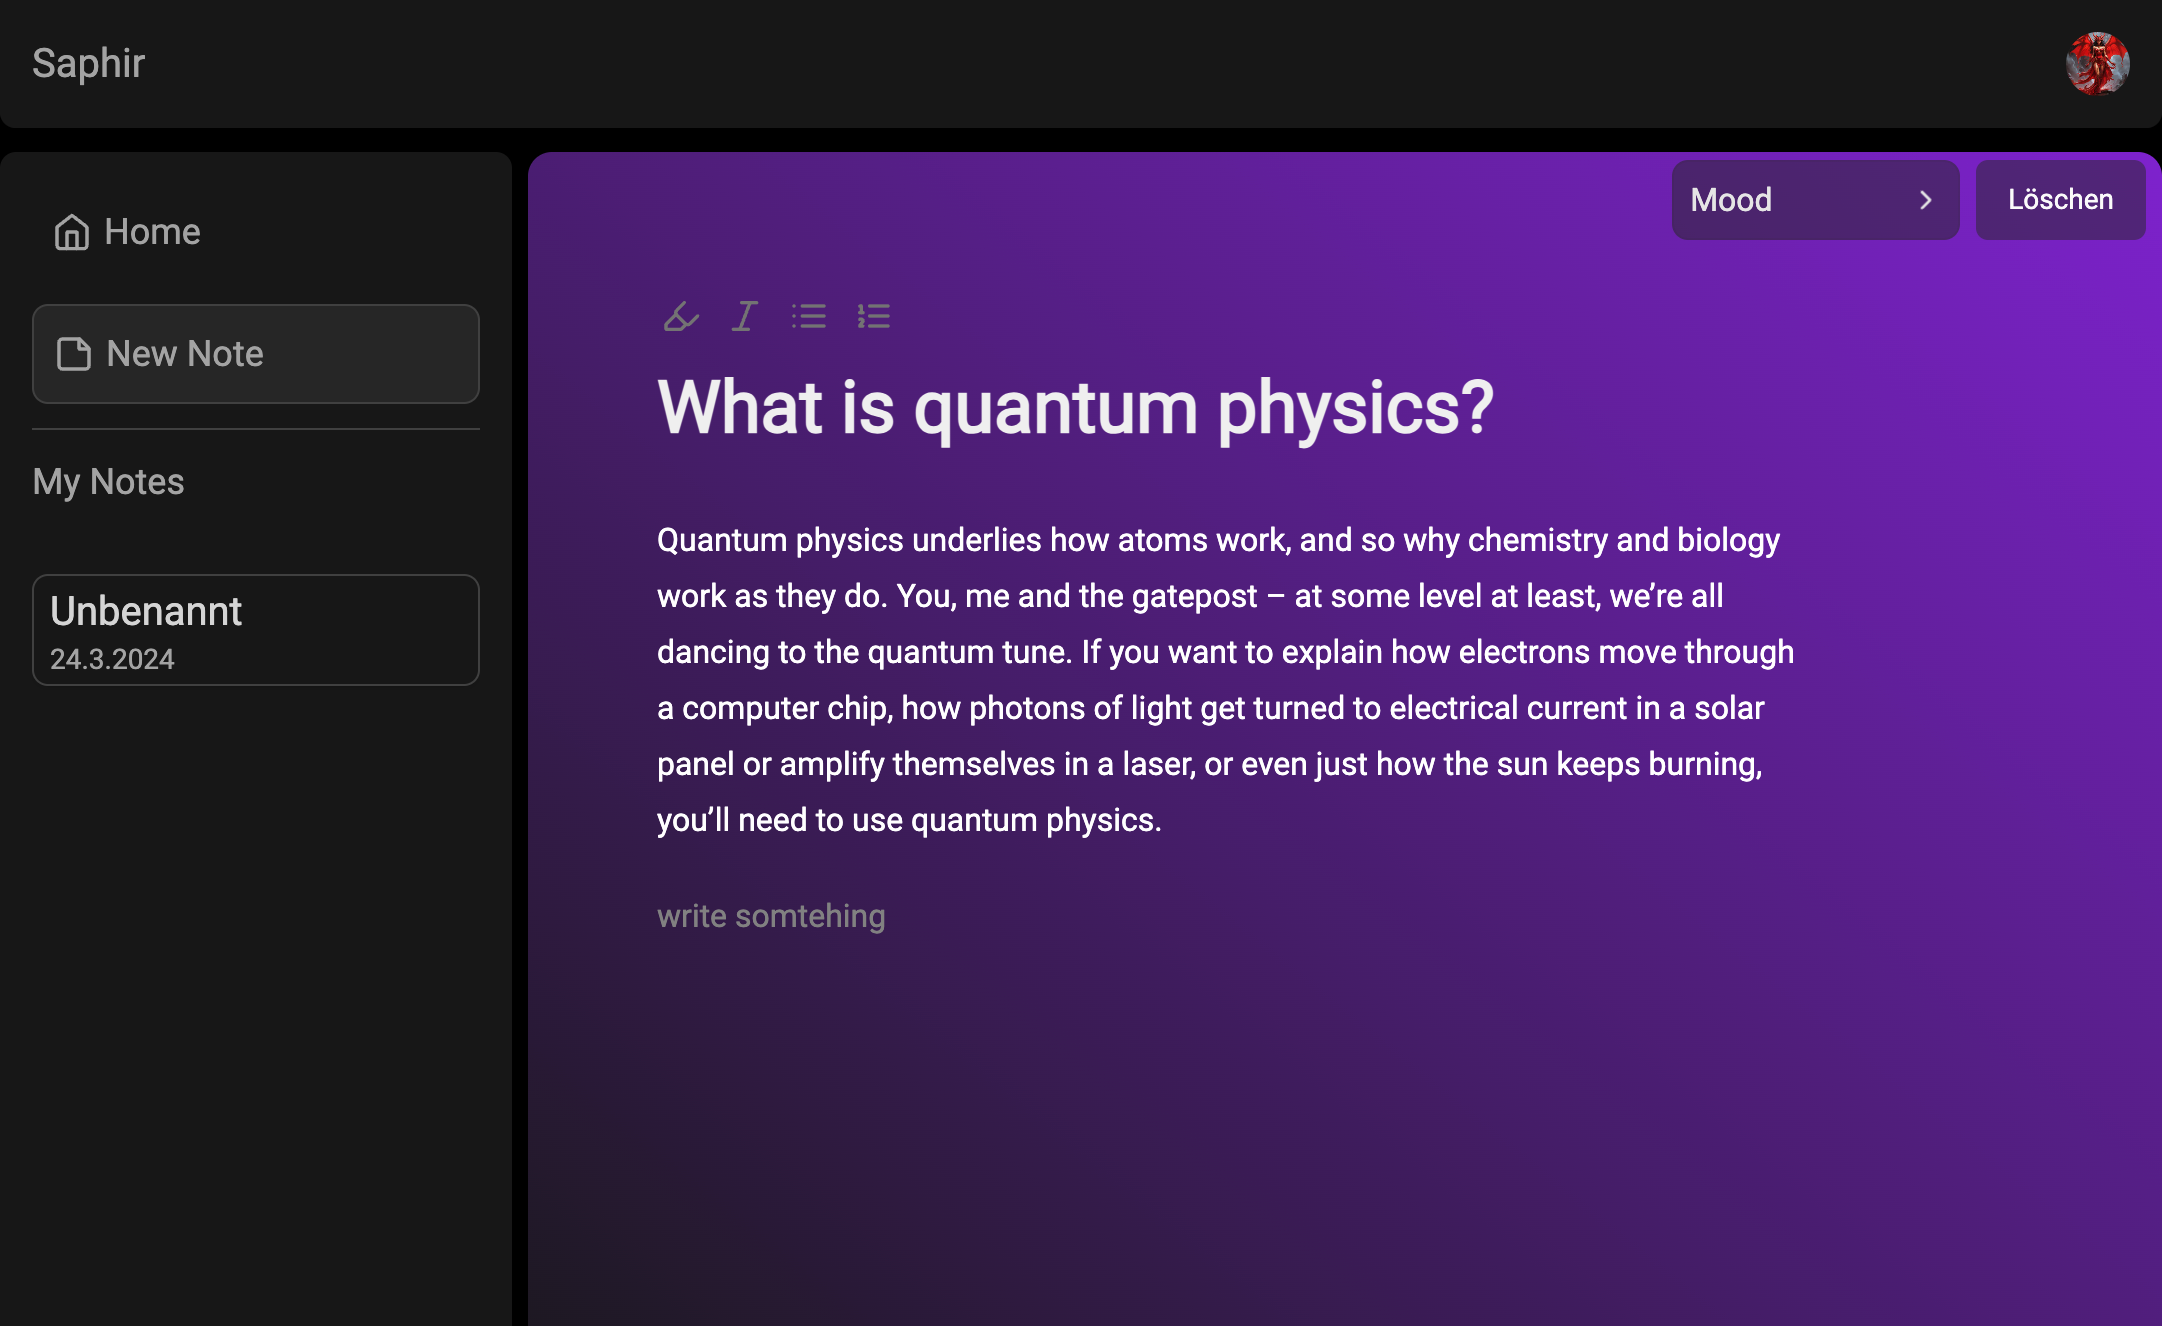 Saphir
Home
New Note
My Notes
Unbenannt
24.3.2024
Mood
Löschen
What is quantum physics?
Quantum physics underlies how atoms work, and so why chemistry and biology
work as they do. You, me and the gatepost – at some level at least, we’re all
dancing to the quantum tune. If you want to explain how electrons move through
a computer chip, how photons of light get turned to electrical current in a solar
panel or amplify themselves in a laser, or even just how the sun keeps burning,
you’ll need to use quantum physics.
write somtehing